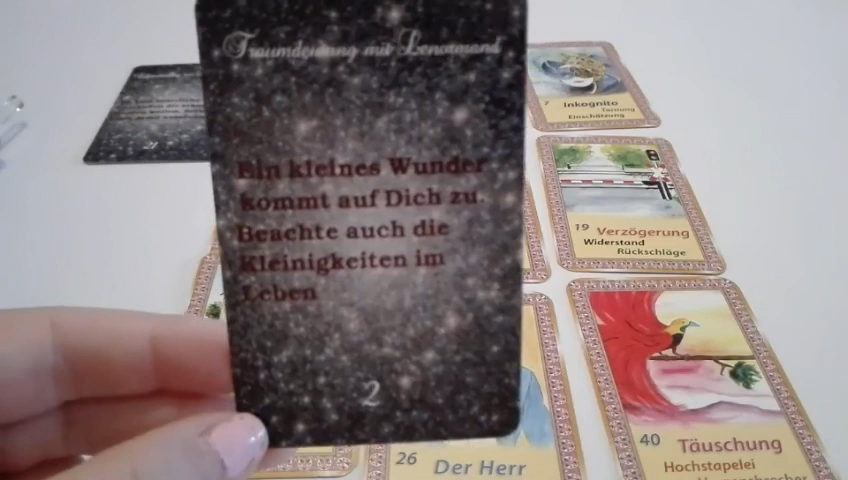 Traumdeutung mit Lenormand
Ein kleines Wunder
kommt auf Dich zu.
Beachte auch die
Kleinigkeiten im
Leben
2
21
Inkognito
Tarnung
Einschätzung
19 Verzögerung
Widerstand
Rückschläge
26 Der Herr
40 Täuschung
Hochstapelei